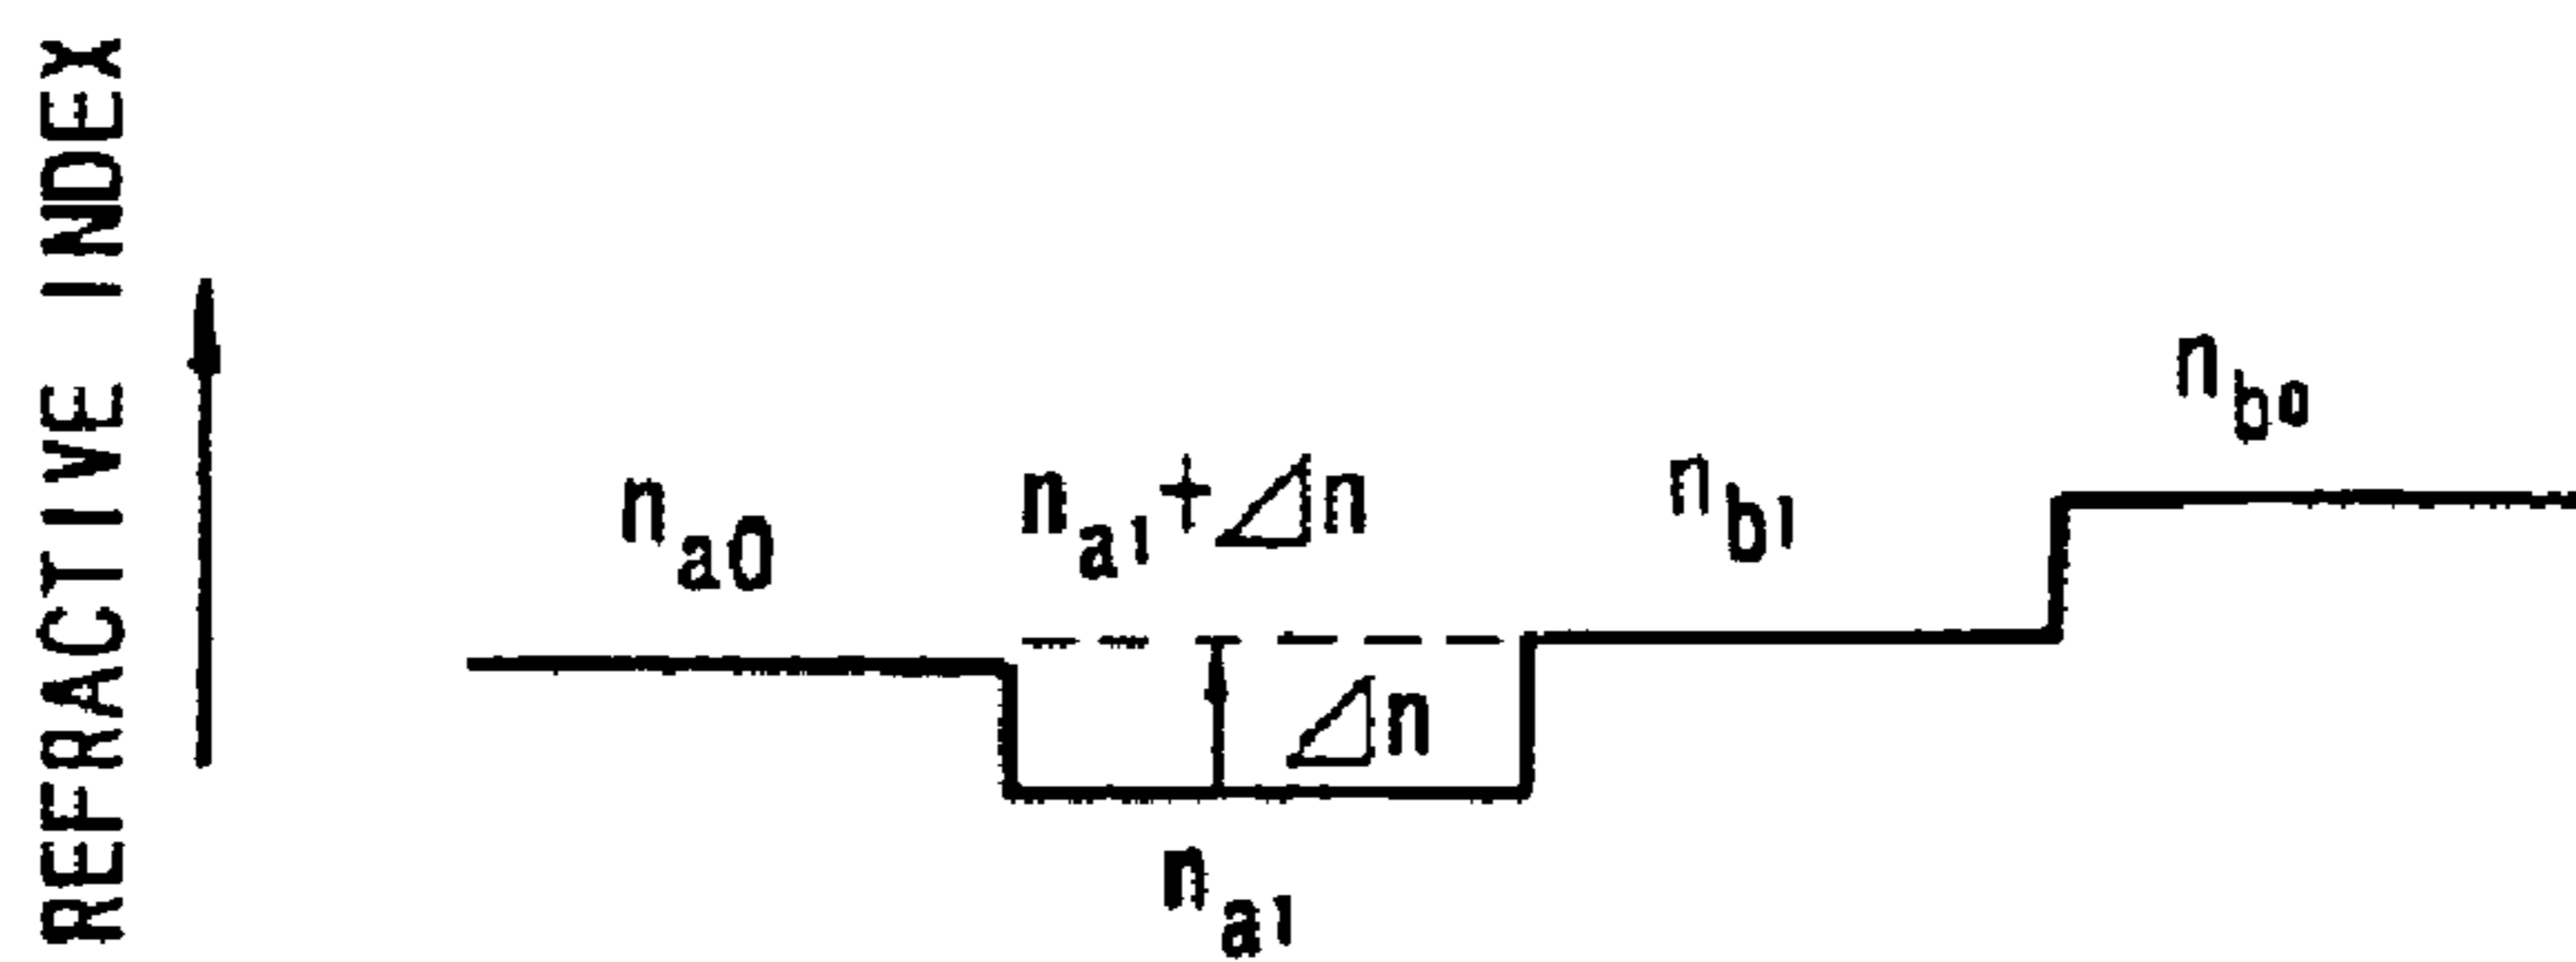 REFRACTIVE INDEX
n_a0
n_a1+Δn
n_b1
n_b0
Δn
n_a1